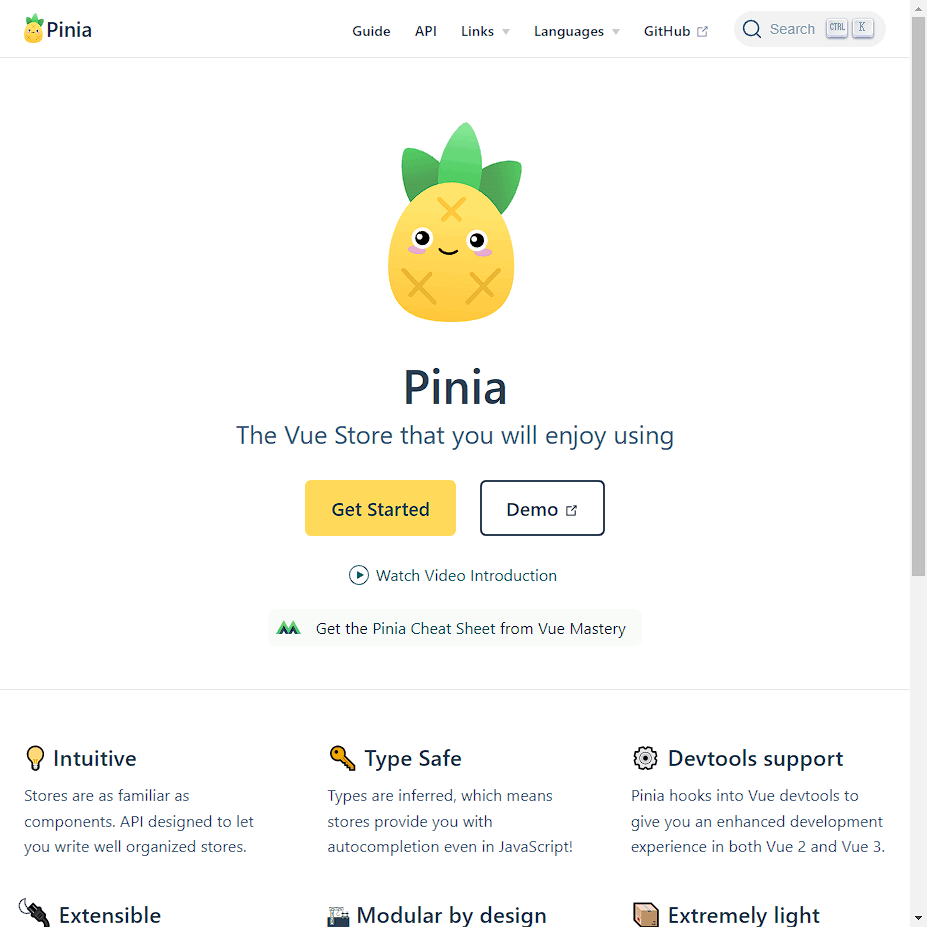 Pinia
Guide API Links Languages GitHub Search CTRL K
Pinia
The Vue Store that you will enjoy using
Get Started Demo
Watch Video Introduction
Get the Pinia Cheat Sheet from Vue Mastery
Intuitive
Stores are as familiar as
components. API designed to let
you write well organized stores.
Type Safe
Types are inferred, which means
stores provide you with
autocompletion even in JavaScript!
Devtools support
Pinia hooks into Vue devtools to
give you an enhanced development
experience in both Vue 2 and Vue 3.
Extensible
Modular by design
Extremely light